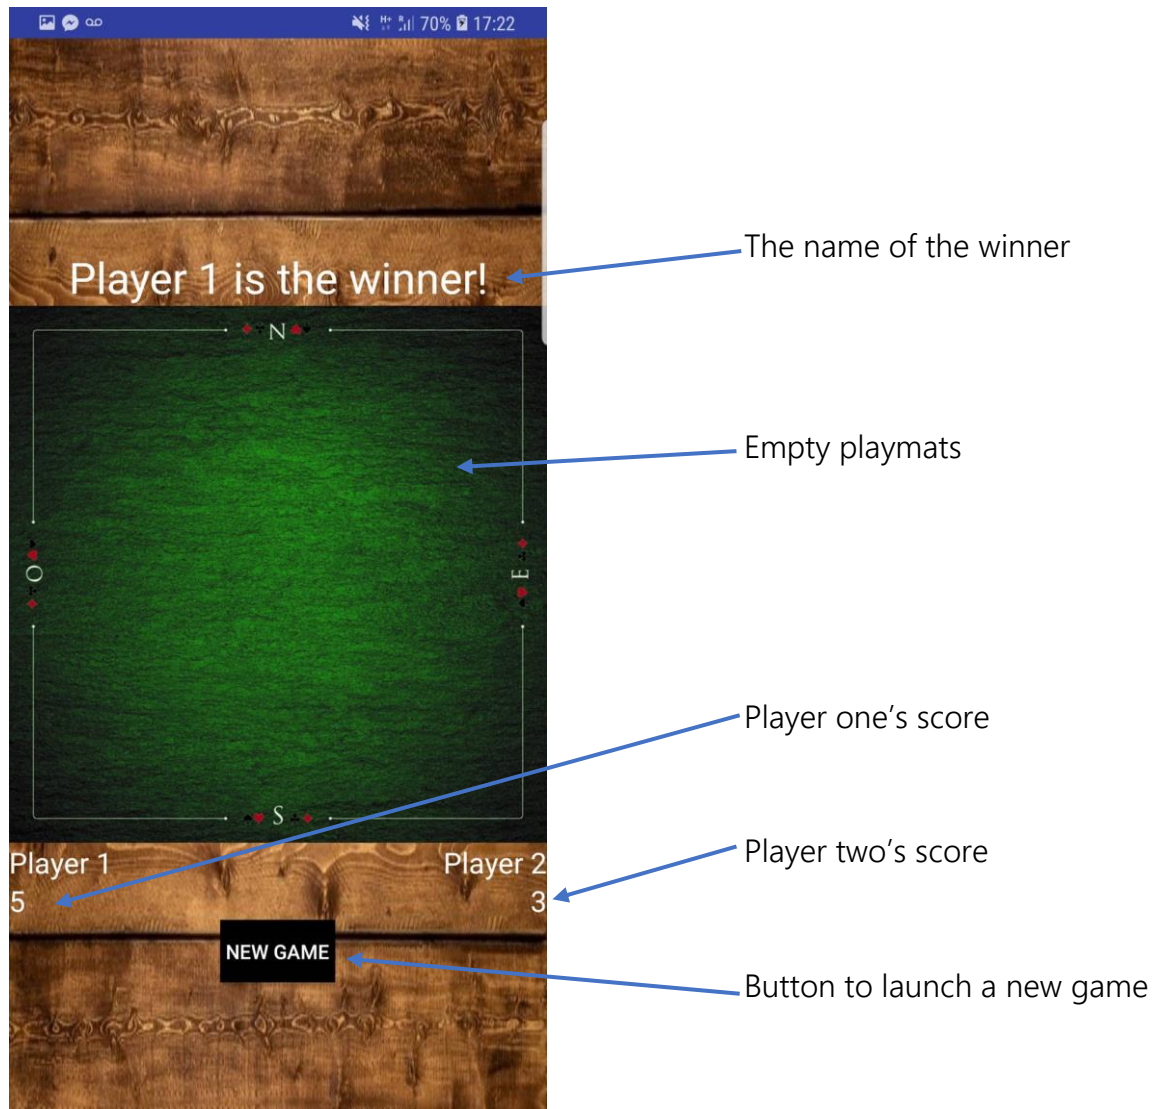 70% 17:22
The name of the winner
Player 1 is the winner!
N
Empty playmats
O
E
Player one’s score
S
Player 1
Player 2
Player two’s score
5
3
NEW GAME
Button to launch a new game